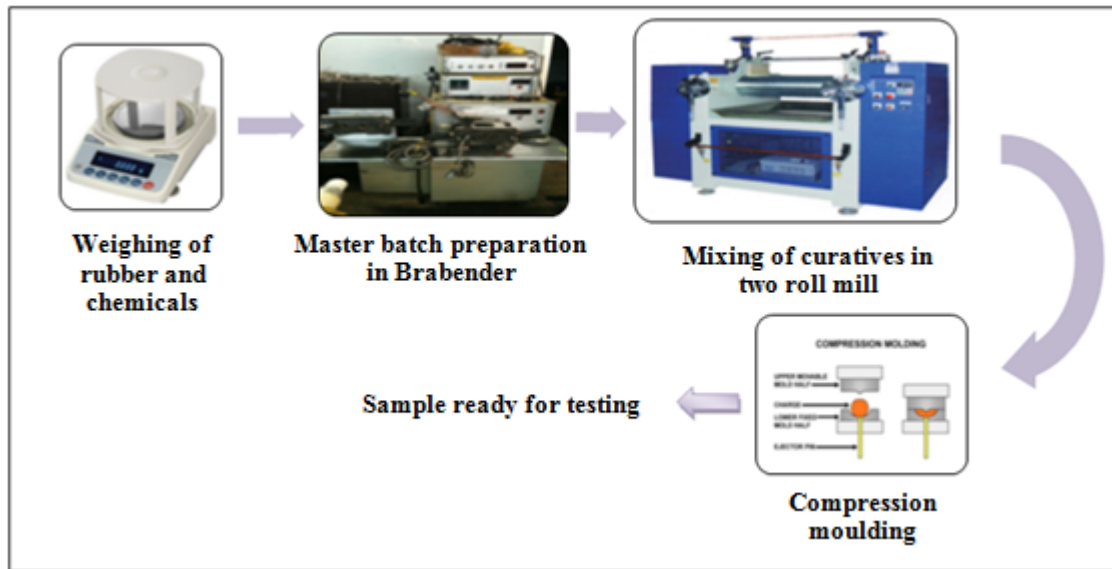 Weighing of
rubber and
chemicals
Master batch preparation
in Brabender
Mixing of curatives in
two roll mill
COMPRESSION MOLDING
UPPER MOVABLE
MOLD HALF
CHARGE
LOWER FIXED
MOLD HALF
EJECTOR PIN
Compression
moulding
Sample ready for testing